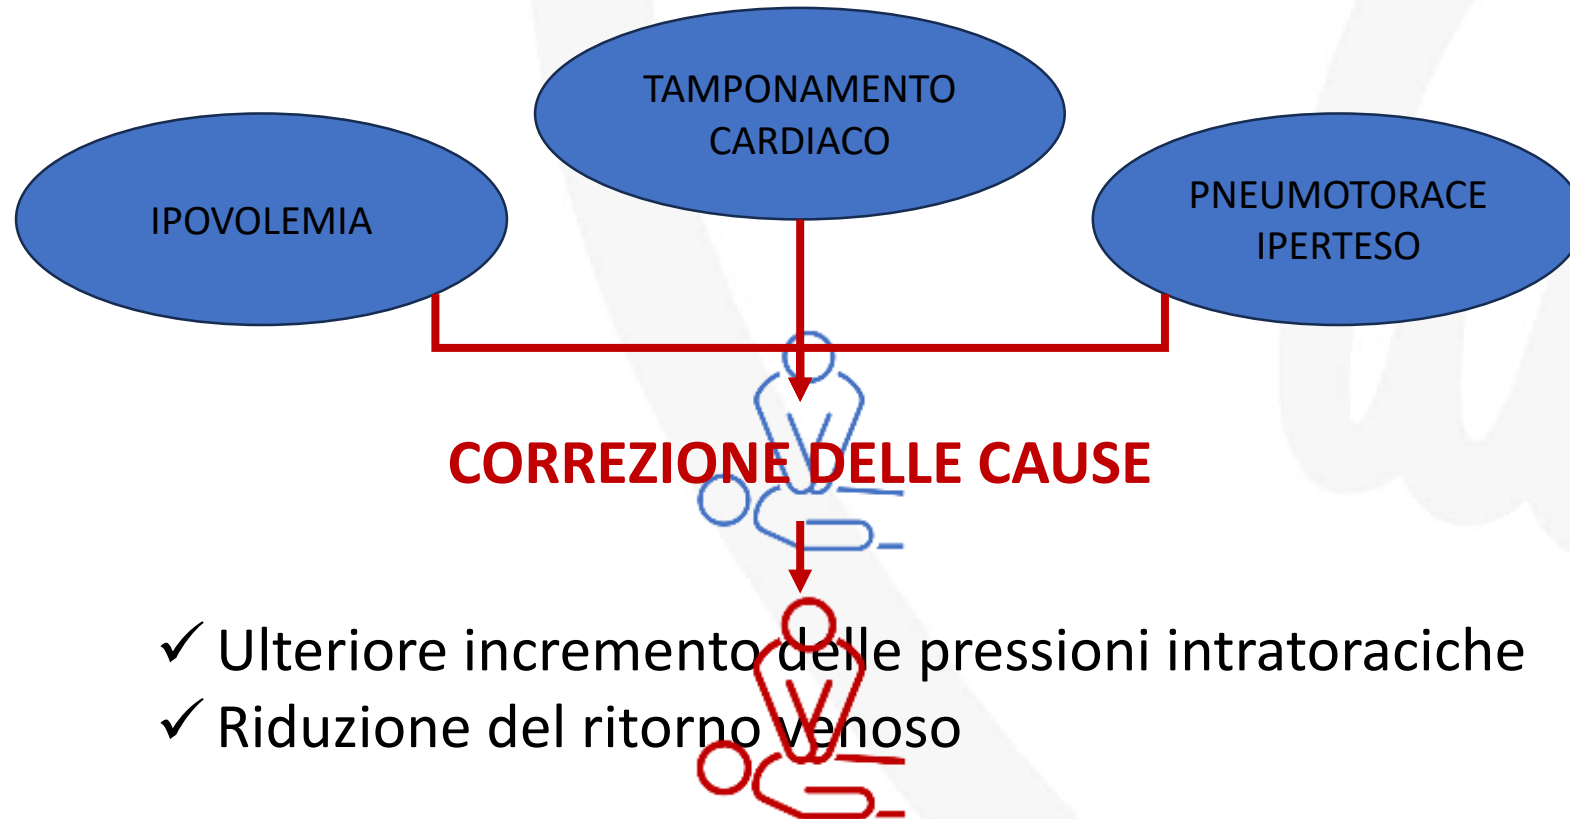 TAMPONAMENTO
CARDIACO
IPOVOLEMIA
PNEUMOTORACE
IPERTESO
CORREZIONE DELLE CAUSE
✓ Ulteriore incremento delle pressioni intratoraciche
✓ Riduzione del ritorno venoso